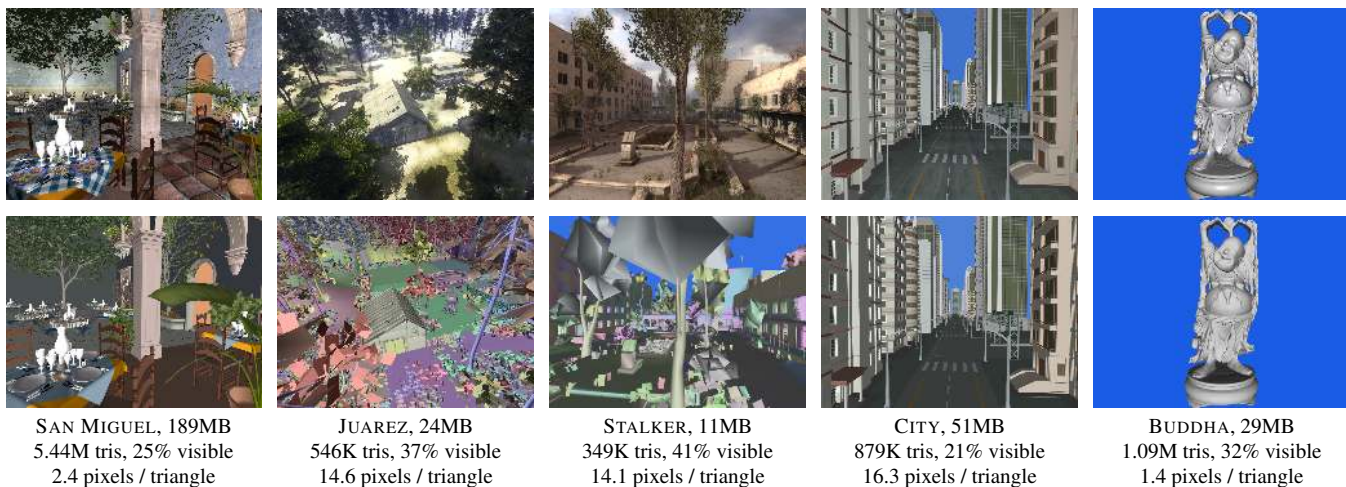 SAN MIGUEL, 189MB
5.44M tris, 25% visible
2.4 pixels / triangle
JUAREZ, 24MB
546K tris, 37% visible
14.6 pixels / triangle
STALKER, 11MB
349K tris, 41% visible
14.1 pixels / triangle
CITY, 51MB
879K tris, 21% visible
16.3 pixels / triangle
BUDDHA, 29MB
1.09M tris, 32% visible
1.4 pixels / triangle